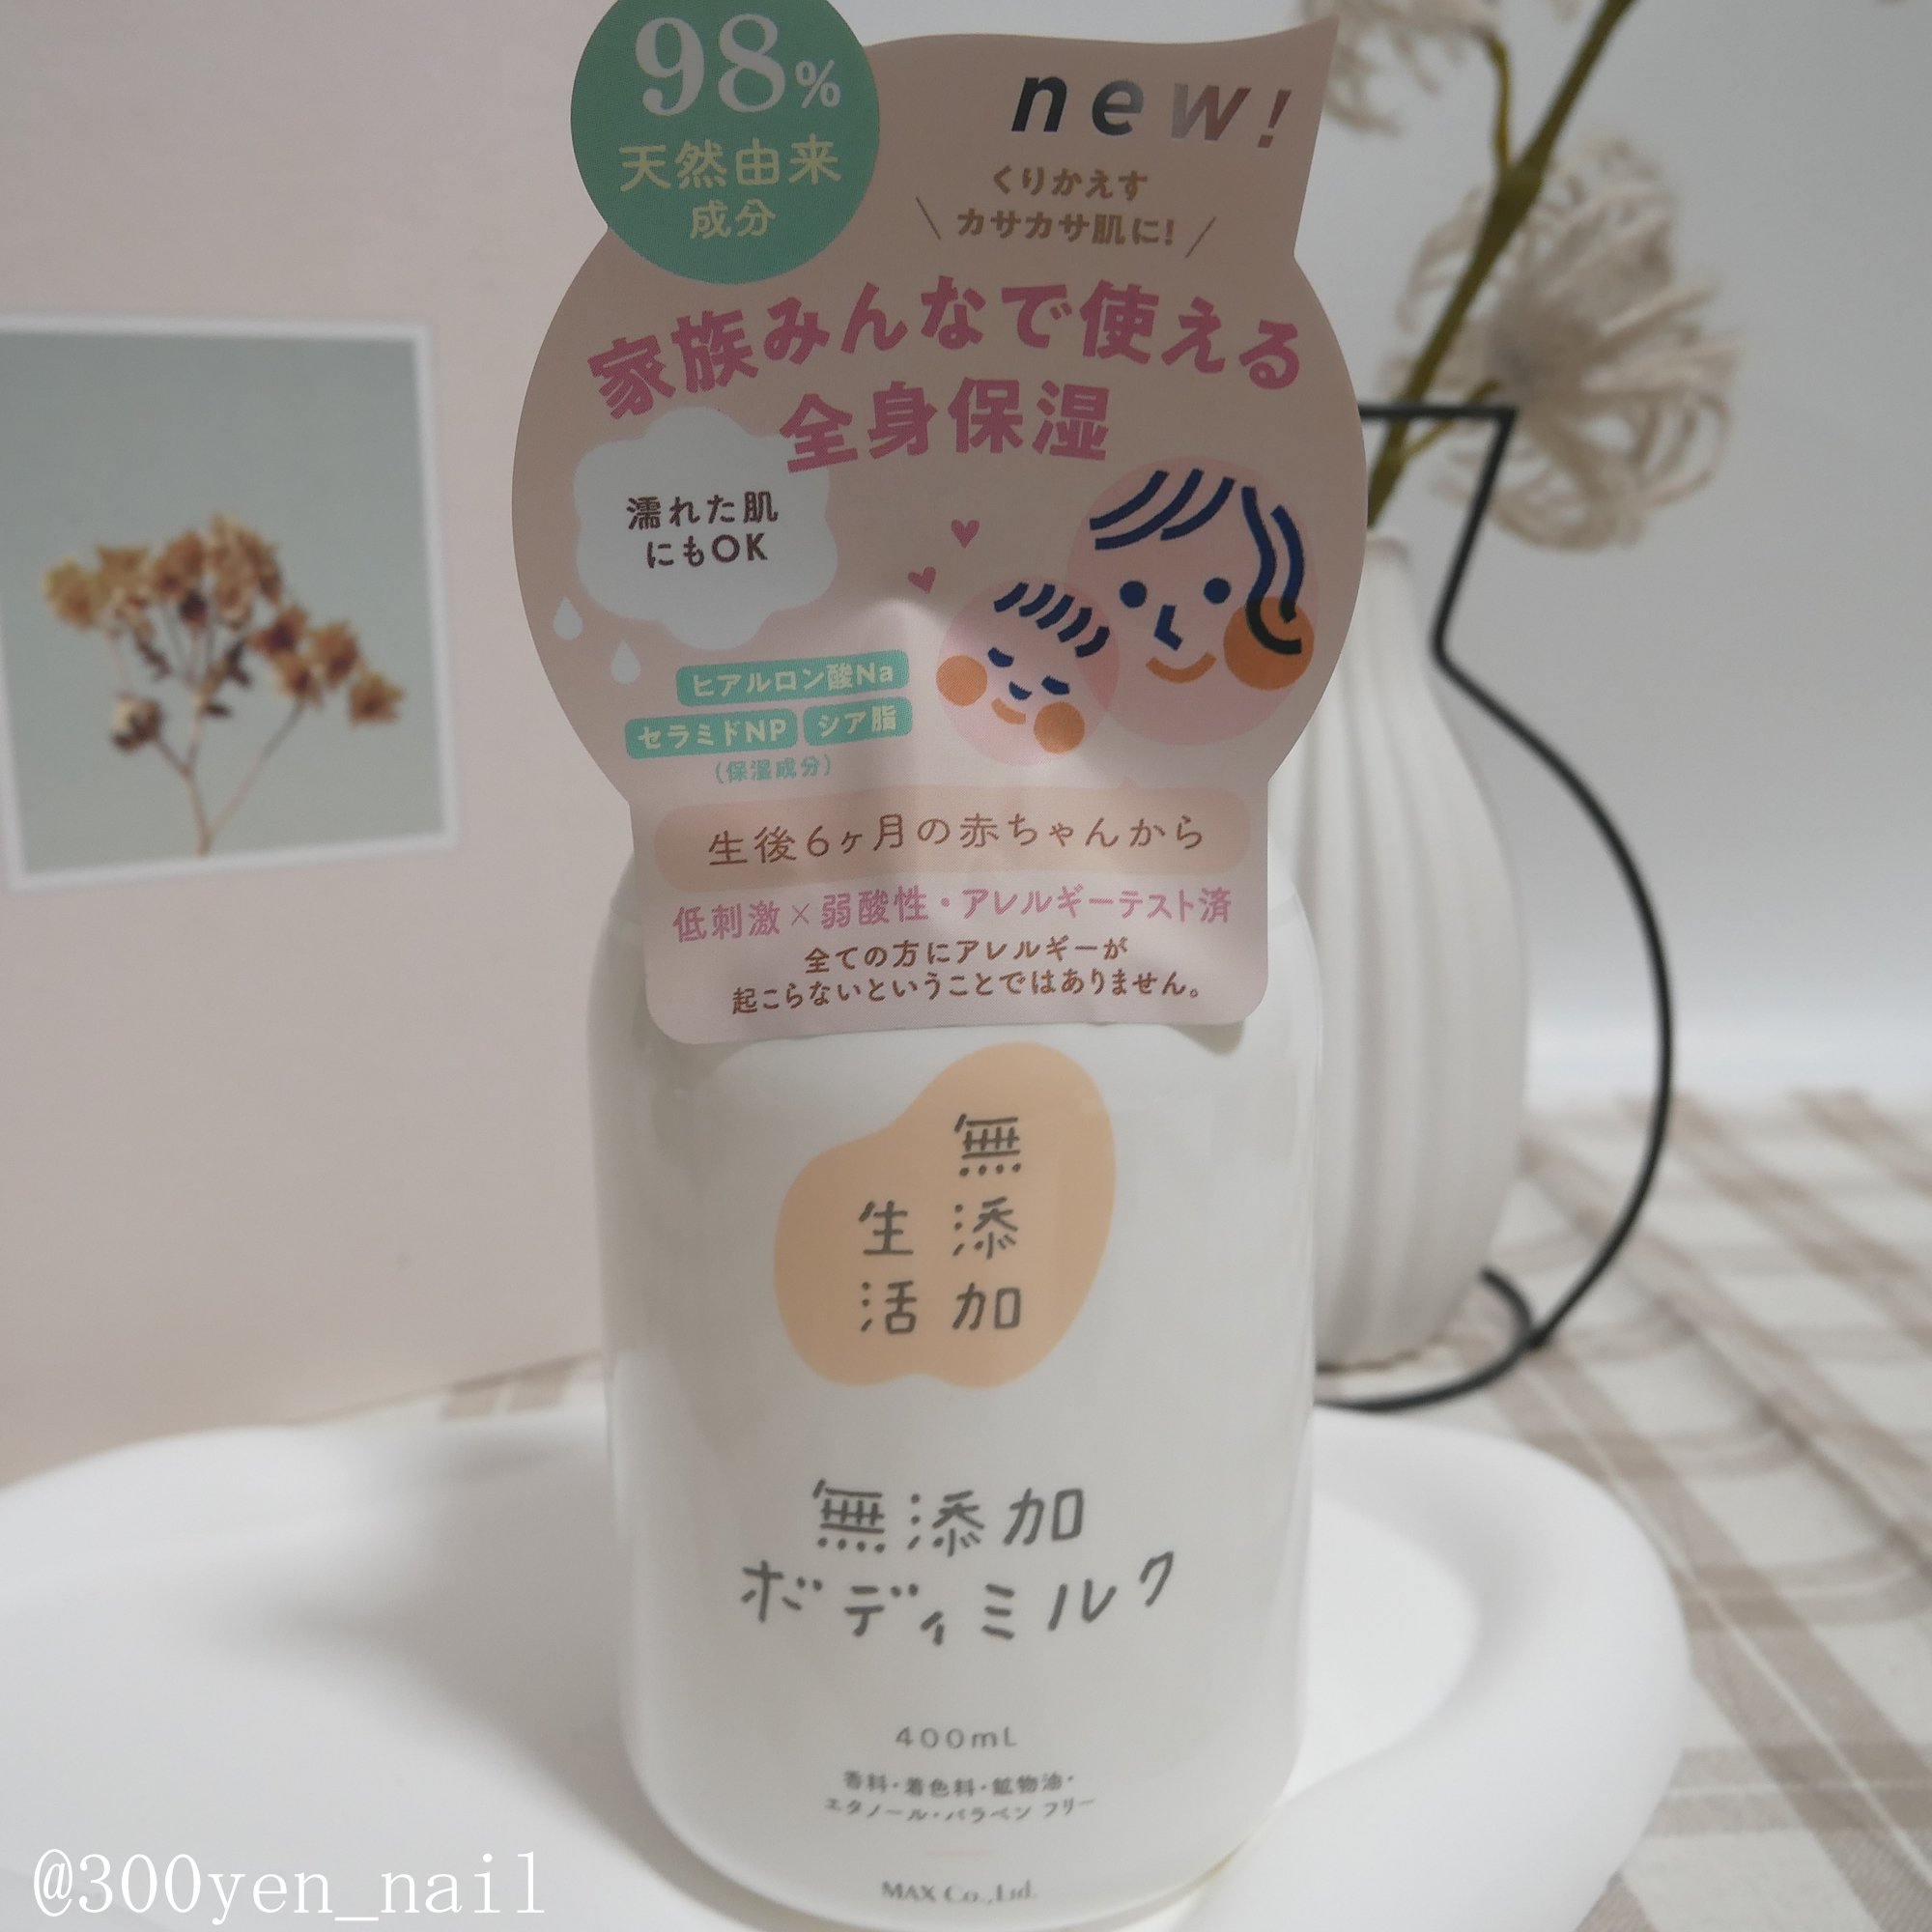 98%
天然由来
成分
new!
くりかえす
カサカサ肌に!
家族みんなで使える
全身保湿
濡れた肌
にもOK
ヒアルロン酸Na
セラミドNP シア脂
(保湿成分)
生後6ヶ月の赤ちゃんから
低刺激×弱酸性・アレルギーテスト済
全ての方にアレルギーが
起こらないということではありません。
無添加
生活
無添加
ボディミルク
400mL
香料・着色料・鉱物油・
エタノール・パラベン フリー
MAX Co.,Ltd.
@300yen_nail